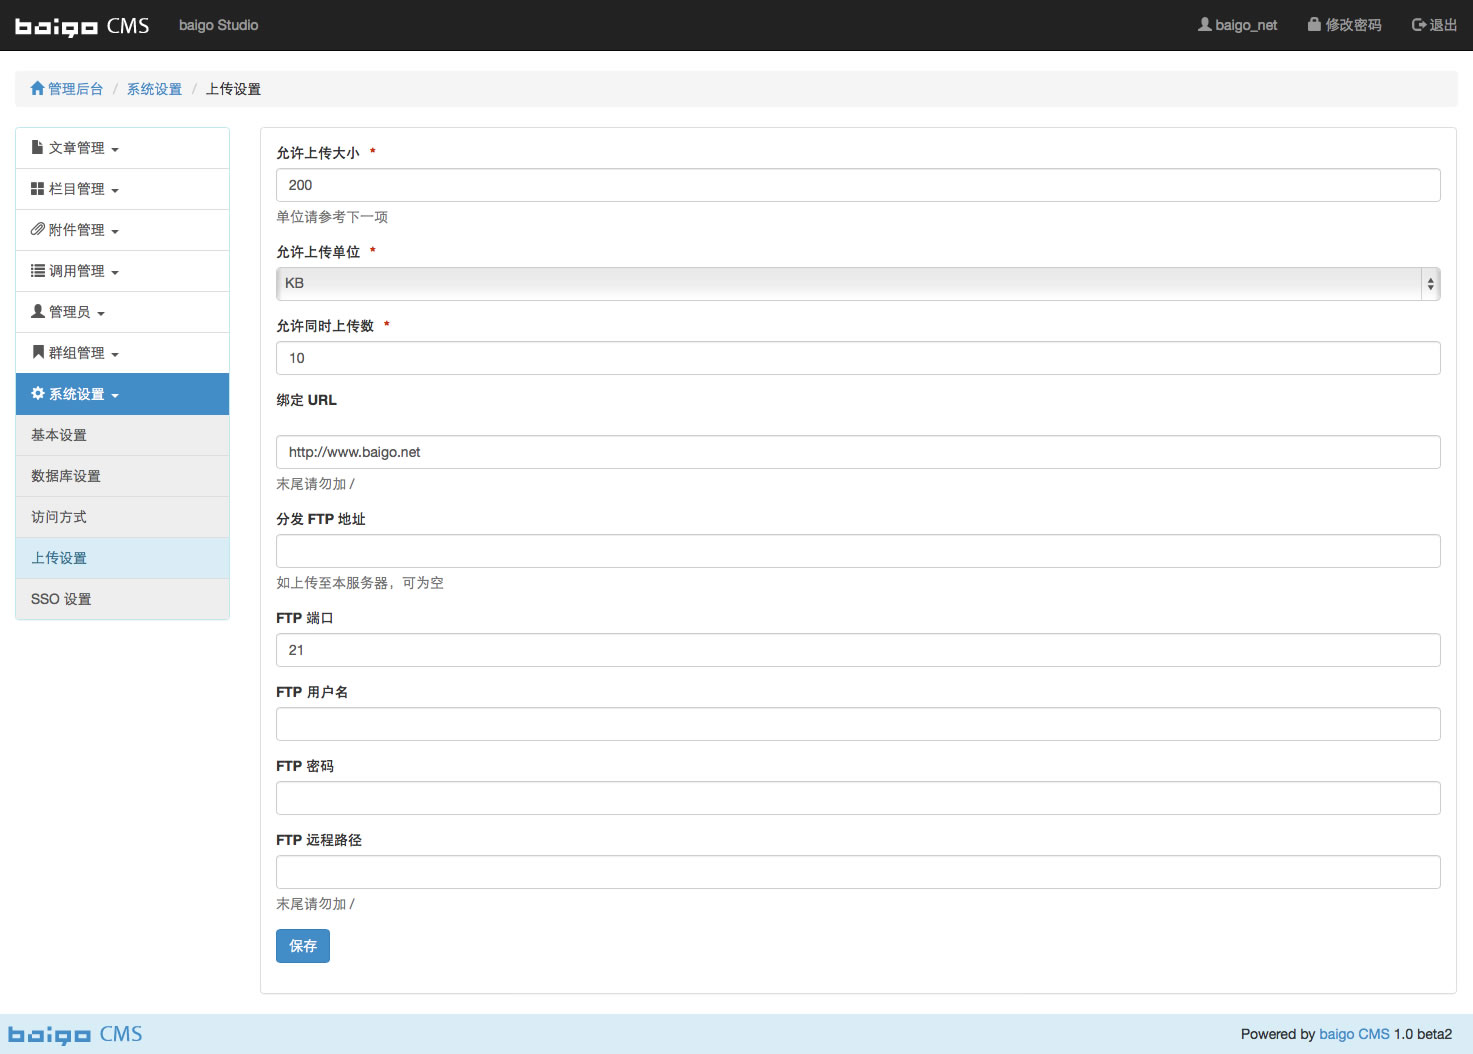 baigo CMS baigo Studio baigo_net 修改密码 退出
管理后台 / 系统设置 / 上传设置
文章管理
栏目管理
附件管理
调用管理
管理员
群组管理
系统设置
基本设置
数据库设置
访问方式
上传设置
SSO 设置
允许上传大小 *
200
单位请参考下一项
允许上传单位 *
KB
允许同时上传数 *
10
绑定 URL
http://www.baigo.net
末尾请勿加 /
分发 FTP 地址
如上传至本服务器，可为空
FTP 端口
21
FTP 用户名
FTP 密码
FTP 远程路径
末尾请勿加 /
保存
baigo CMS Powered by baigo CMS 1.0 beta2